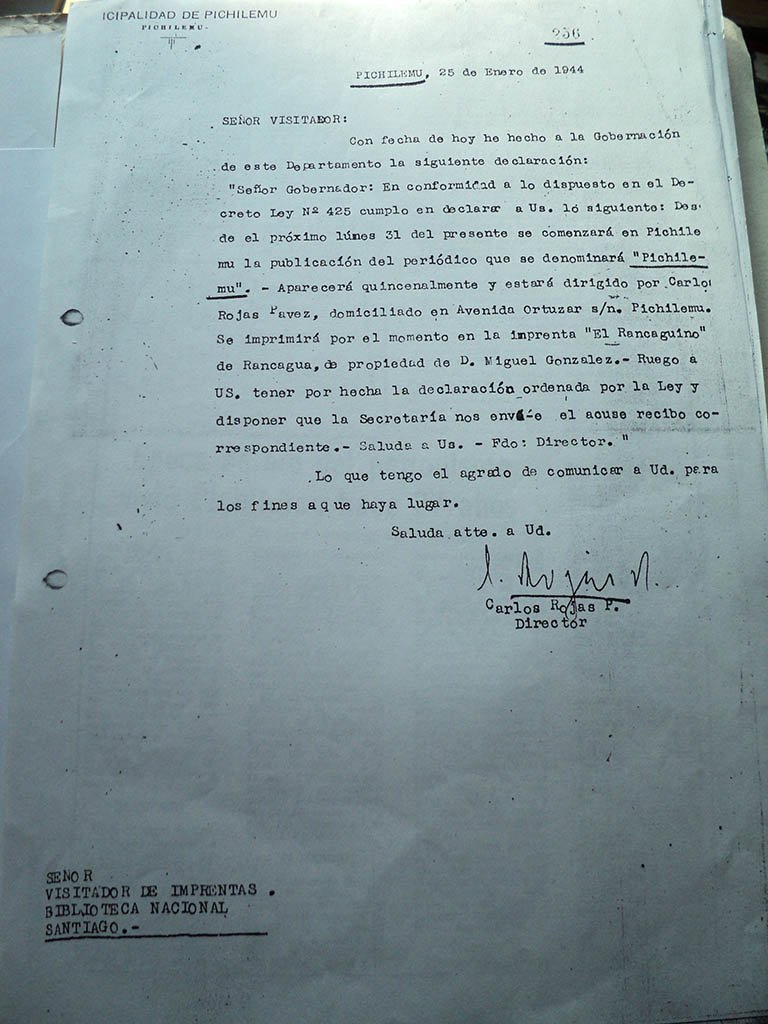 ICIPALIDAD DE PICHILEMU
PICHILEMU-
256
PICHILEMU, 25 de Enero de 1944
SEÑOR VISITADOR:
Con fecha de hoy he hecho a la Gobernación
de este Departamento la siguiente declaración:
"Señor Gobernador: En conformidad a lo dispuesto en el De-
creto Ley Nº 425 cumplo en declarar a Us. ló siguiente: Des-
de el próximo lúnes 31 del presente se comenzará en Pichile
mu la publicación del periódico que se denominará "Pichile-
mu". - Aparecerá quincenalmente y estará dirigido por Carlo
Rojas Pavez, domiciliado en Avenida Ortuzar s/n. Pichilemu.
Se imprimirá por el momento en la imprenta "El Rancaguino"
de Rancagua, de propiedad de D. Miguel Gonzalez.- Ruego a
US. tener por hecha la declaración ordenada por la Ley y
disponer que la Secretaría nos envíe el acuse recibo co-
rrespondiente.- Saluda a Us. - Fdo: Director. "
Lo que tengo el agrado de comunicar a Ud. para
los fines a que haya lugar.
Saluda atte. a Ud.
Carlos Rojas P.
Director
SEÑOR
VISITADOR DE IMPRENTAS .
BIBLIOTECA NACIONAL
SANTIAGO.-